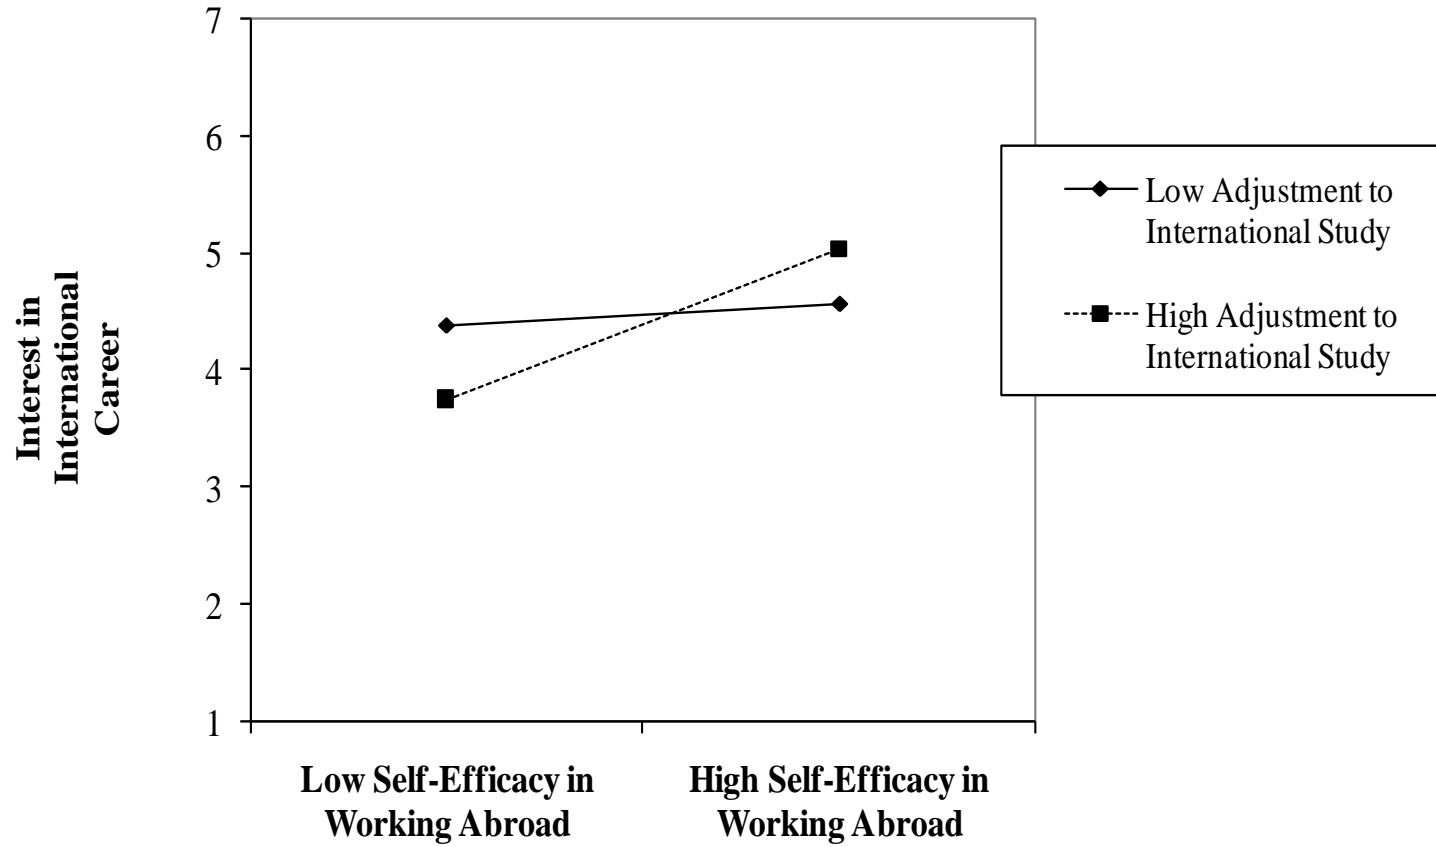 7
6
5
4
3
2
1
Interest in
International
Career
Low Self-Efficacy in
Working Abroad
High Self-Efficacy in
Working Abroad
Low Adjustment to
International Study
High Adjustment to
International Study